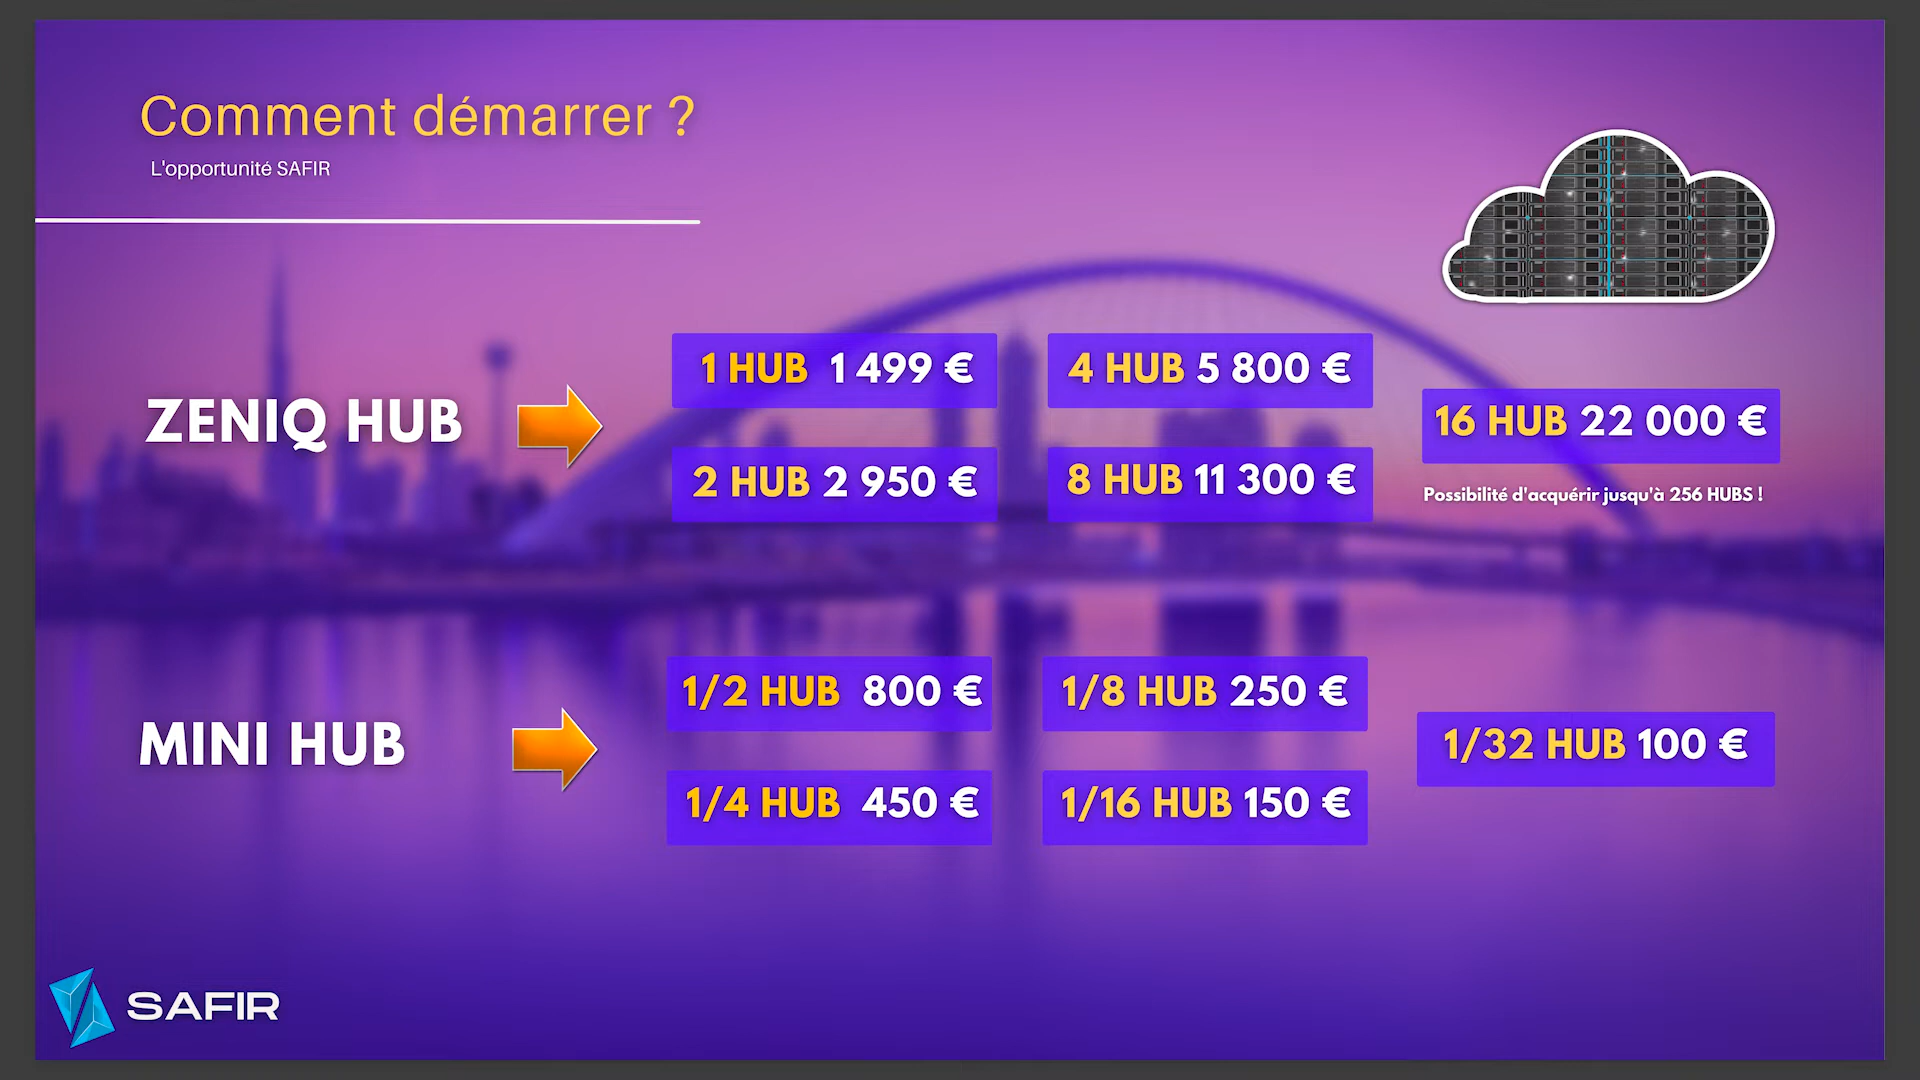 Comment démarrer ?
L'opportunité SAFIR
ZENIQ HUB
1 HUB 1 499 €
4 HUB 5 800 €
2 HUB 2 950 €
8 HUB 11 300 €
16 HUB 22 000 €
Possibilité d'acquérir jusqu'à 256 HUBS !
MINI HUB
1/2 HUB 800 €
1/8 HUB 250 €
1/4 HUB 450 €
1/16 HUB 150 €
1/32 HUB 100 €
SAFIR